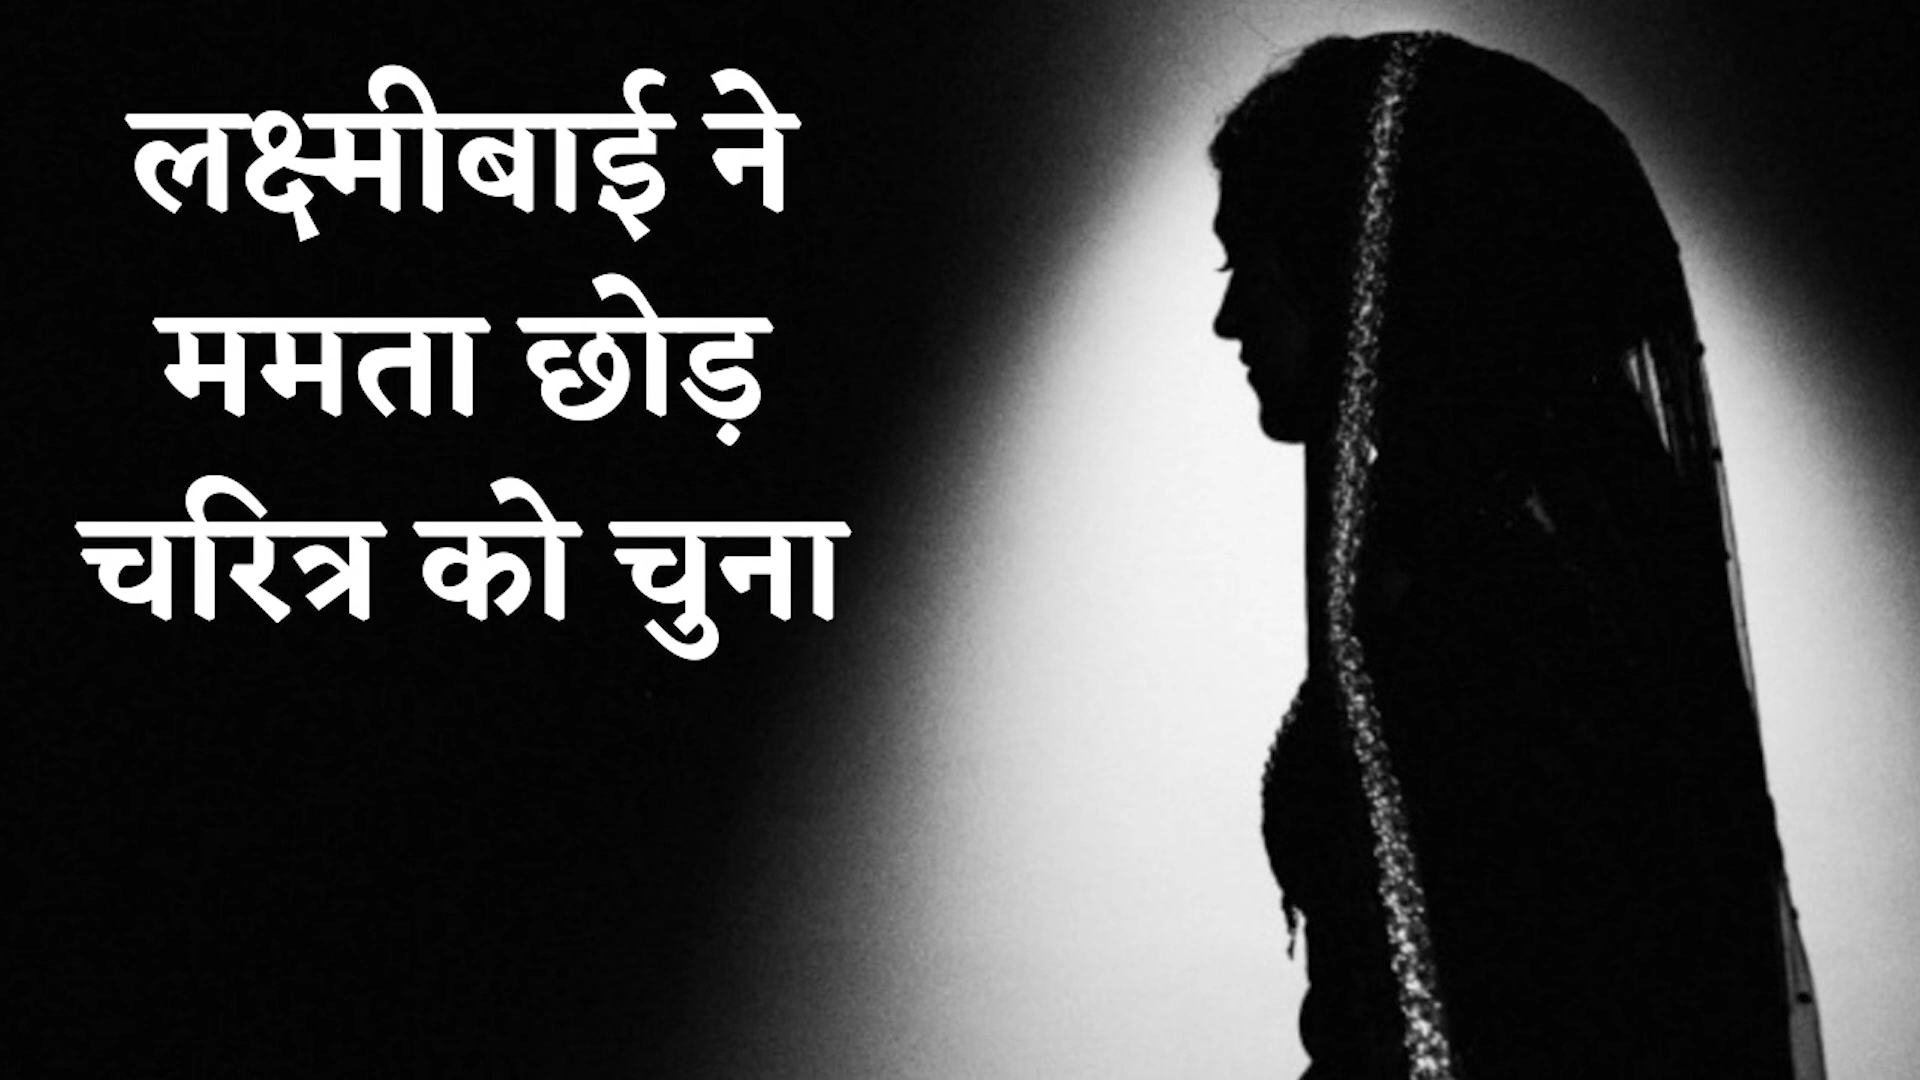 लक्ष्मीबाई ने
ममता छोड़
चरित्र को चुना